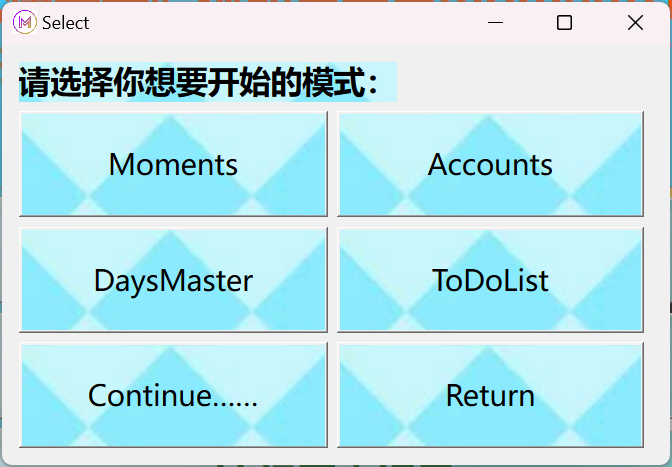 Select
请选择你想要开始的模式：
Moments
Accounts
DaysMaster
ToDoList
Continue……
Return